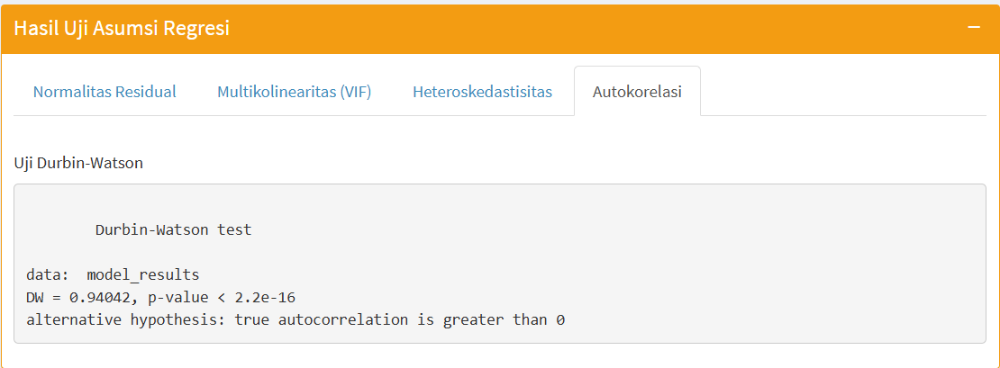 Hasil Uji Asumsi Regresi
Normalitas Residual Multikolinearitas (VIF) Heteroskedastisitas Autokorelasi
Uji Durbin-Watson
Durbin-Watson test
data: model_results
DW = 0.94042, p-value < 2.2e-16
alternative hypothesis: true autocorrelation is greater than 0